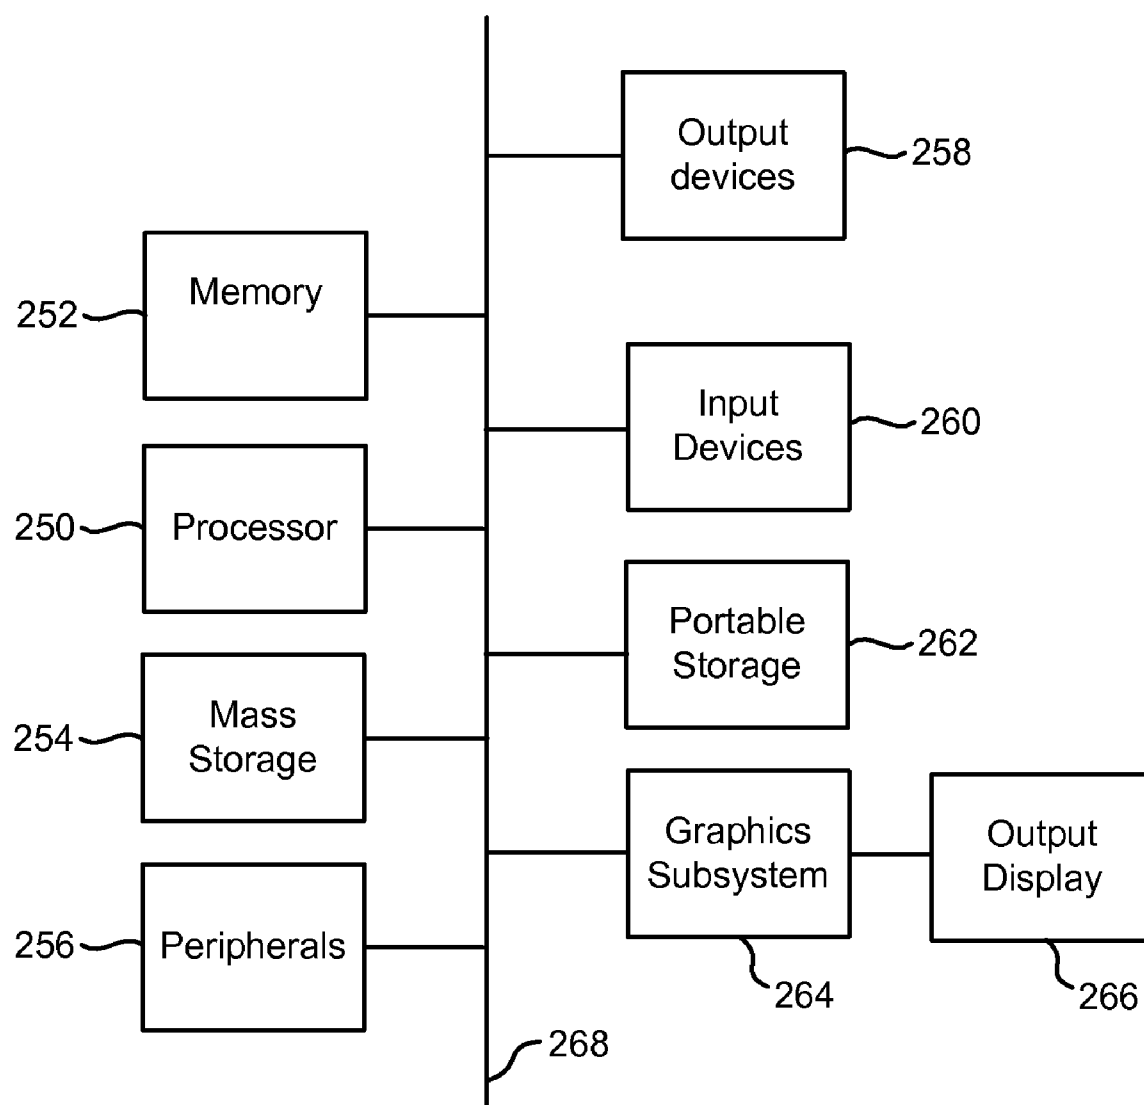 Output
devices
258
Memory
252
Input
Devices
260
Processor
250
Portable
Storage
262
Mass
Storage
254
Graphics
Subsystem
264
Output
Display
266
Peripherals
256
268